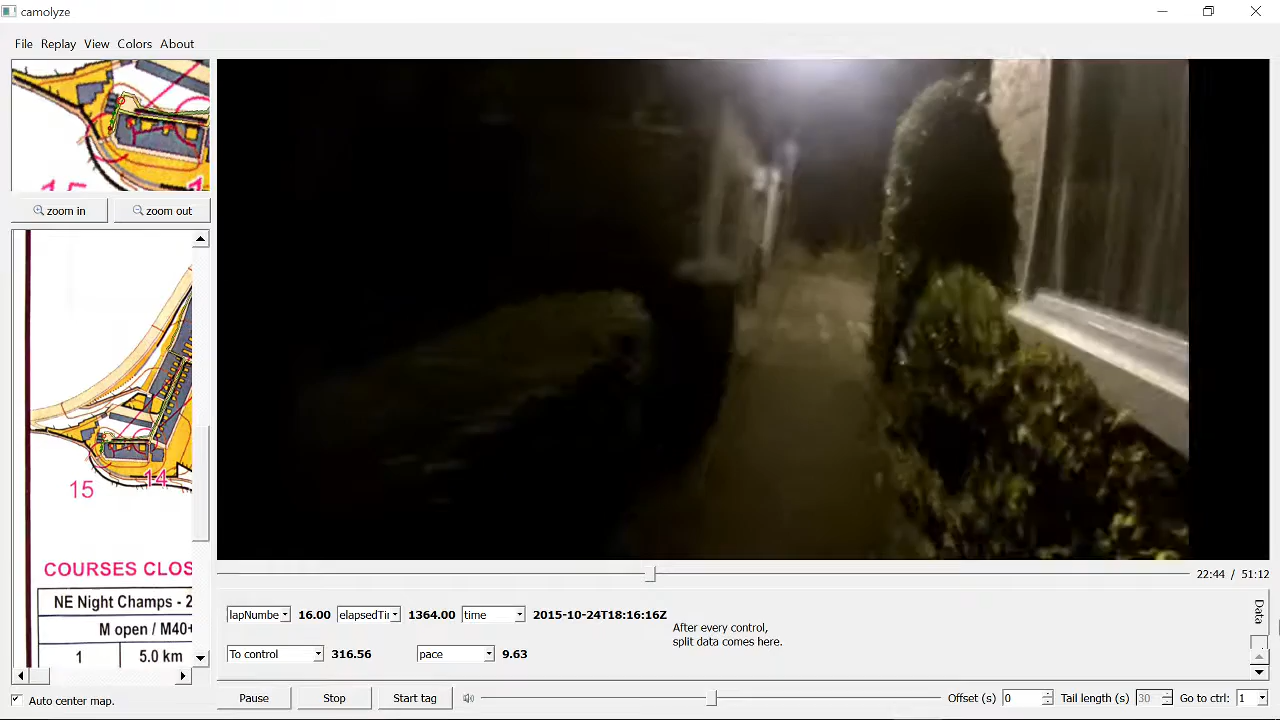 camolyze
File Replay View Colors About
zoom in zoom out
15 14
COURSES CLOS
NE Night Champs - 2
M open / M40+
1 5.0 km
Auto center map.
22:44 / 51:12
lapNumbe 16.00 elapsedTi 1364.00 time 2015-10-24T18:16:16Z
To control 316.56 pace 9.63
After every control,
split data comes here.
Data
Pause Stop Start tag Offset (s) 0 Tail length (s) 30 Go to ctrl: 1